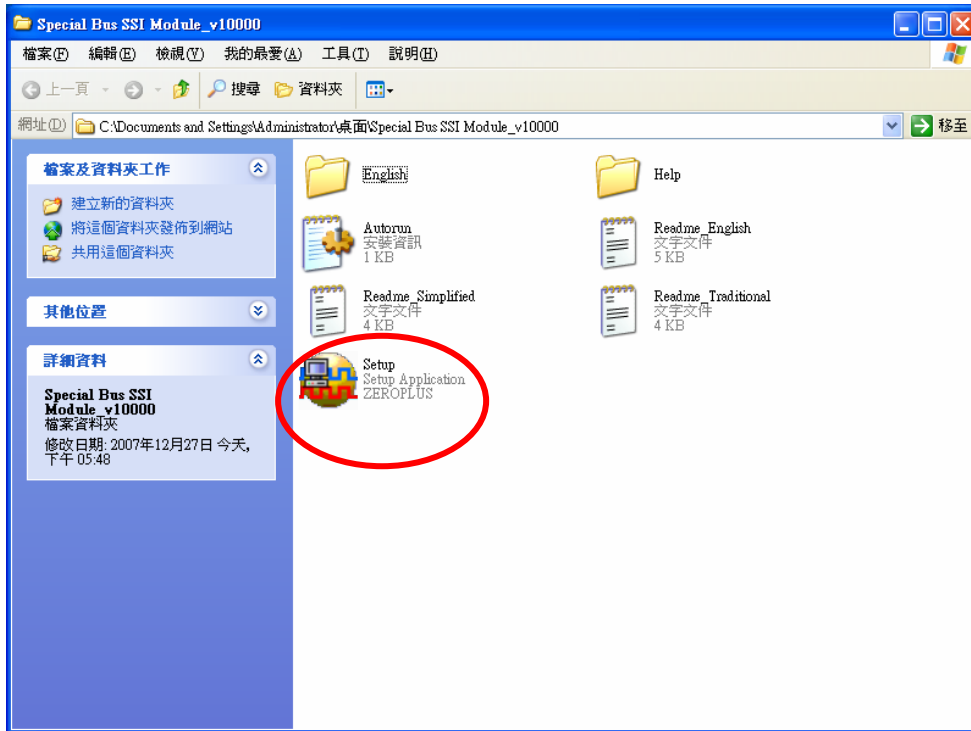 Special Bus SSI Module_v10000
檔案(F) 編輯(E) 檢視(V) 我的最愛(A) 工具(T) 說明(H)
上一頁 搜尋 資料夾
網址(D) C:\Documents and Settings\Administrator\桌面\Special Bus SSI Module_v10000 移至
檔案及資料夾工作
建立新的資料夾
將這個資料夾發佈到網站
共用這個資料夾
其他位置
詳細資料
Special Bus SSI
Module_v10000
檔案資料夾
修改日期: 2007年12月27日 今天,
下午 05:48
English
Help
Autorun
安裝資訊
1 KB
Readme_English
文字文件
5 KB
Readme_Simplified
文字文件
4 KB
Readme_Traditional
文字文件
4 KB
Setup
Setup Application
ZEROPLUS